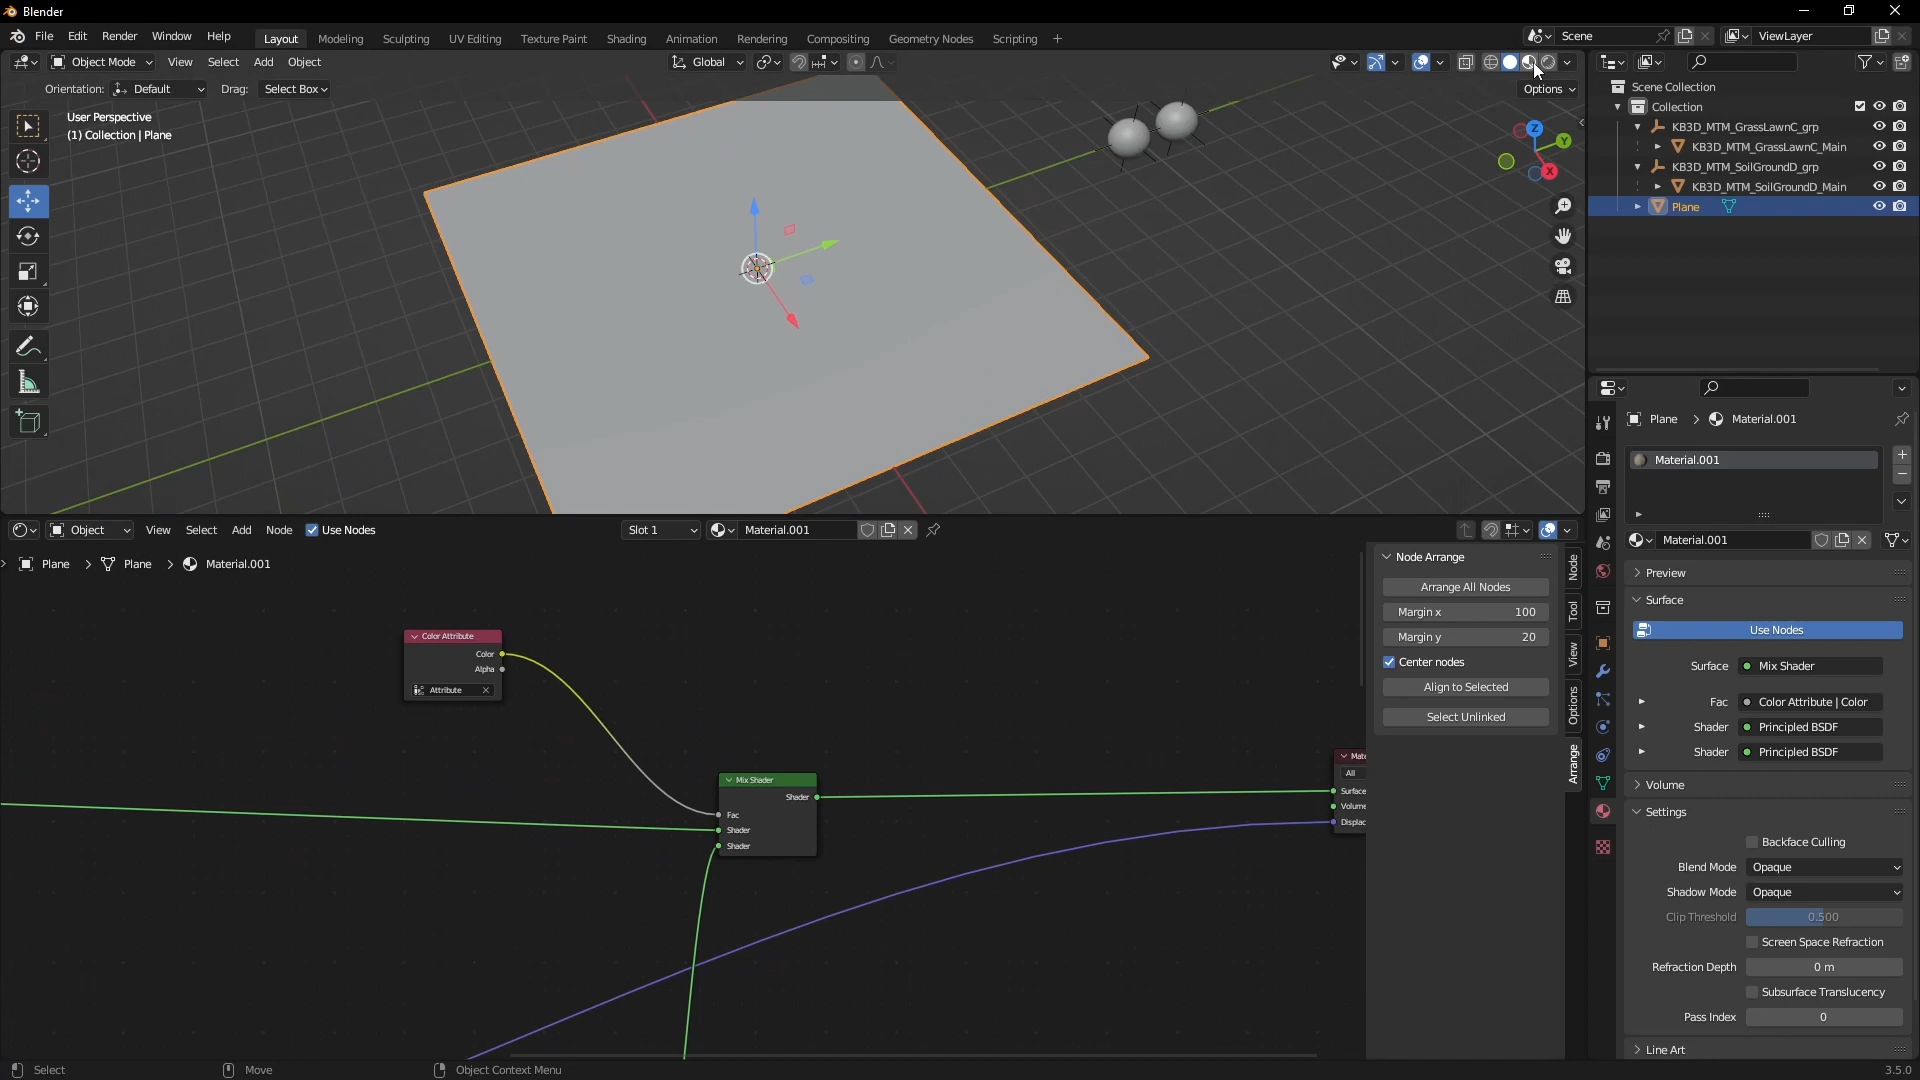 Blender
File Edit Render Window Help Layout Modeling Sculpting UV Editing Texture Paint Shading Animation Rendering Compositing Geometry Nodes Scripting + Scene ViewLayer
Object Mode View Select Add Object Global
Orientation: Default Drag: Select Box Options
User Perspective
(1) Collection | Plane
Z
Y
X
Scene Collection
Collection
KB3D_MTM_GrassLawnC_grp
KB3D_MTM_GrassLawnC_Main
KB3D_MTM_SoilGroundD_grp
KB3D_MTM_SoilGroundD_Main
Plane
Plane > Material.001
Material.001
Material.001
Preview
Surface
Use Nodes
Surface Mix Shader
Fac Color Attribute | Color
Shader Principled BSDF
Shader Principled BSDF
Volume
Settings
Backface Culling
Blend Mode Opaque
Shadow Mode Opaque
Clip Threshold 0.500
Screen Space Refraction
Refraction Depth 0 m
Subsurface Translucency
Pass Index 0
Line Art
Object View Select Add Node Use Nodes Slot 1 Material.001
Plane > Plane > Material.001
Color Attribute
Color
Alpha
Attribute
Mix Shader
Shader
Fac
Shader
Shader
Mate
All
Surface
Volume
Displac
Node Arrange
Arrange All Nodes
Margin x 100
Margin y 20
Center nodes
Align to Selected
Select Unlinked
Node
Tool
View
Options
Arrange
Select Move Object Context Menu 3.5.0